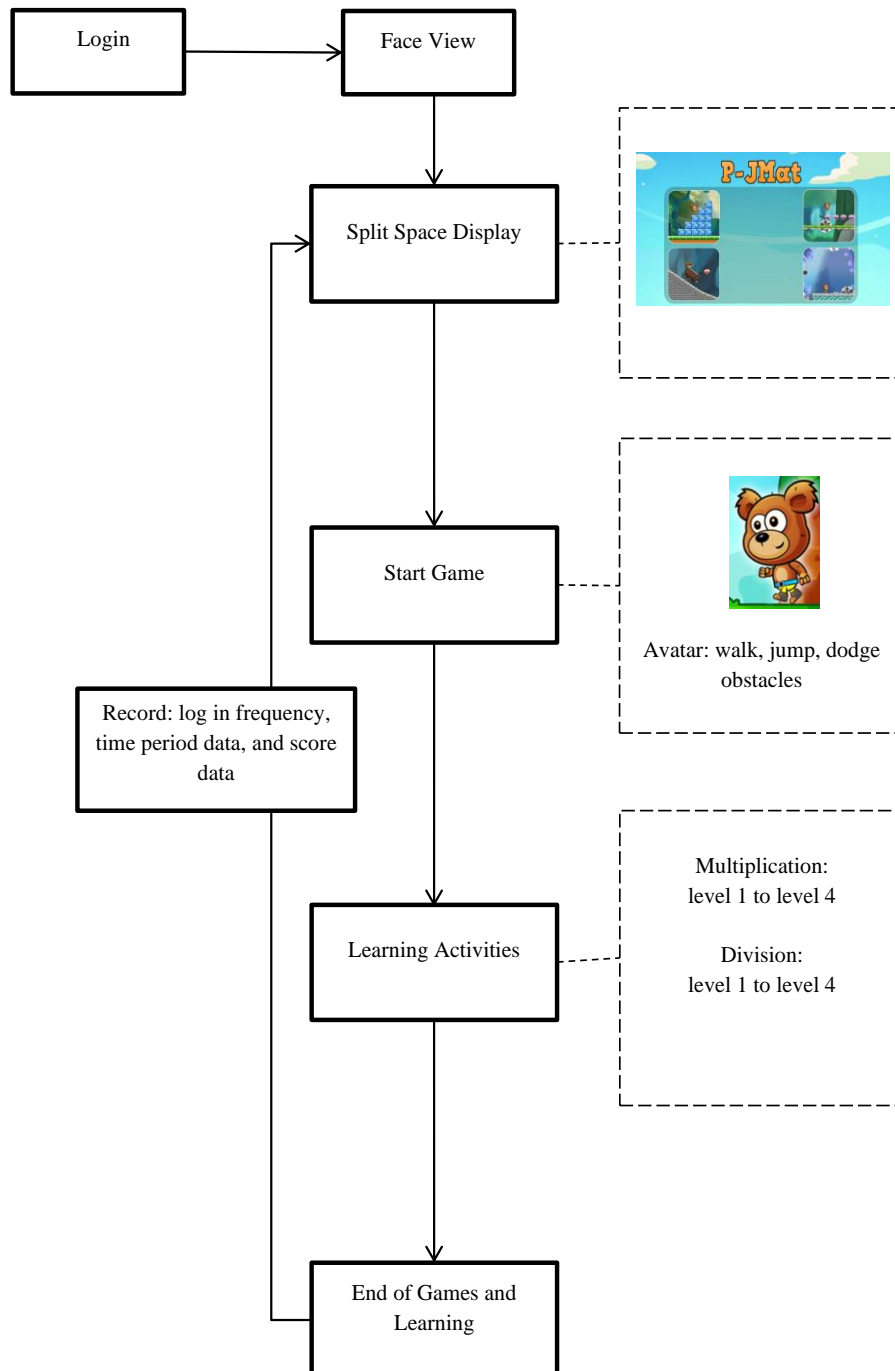 Login
Face View
Split Space Display
P-JMat
Start Game
Avatar: walk, jump, dodge
obstacles
Record: log in frequency,
time period data, and score
data
Multiplication:
level 1 to level 4
Division:
level 1 to level 4
Learning Activities
End of Games and
Learning